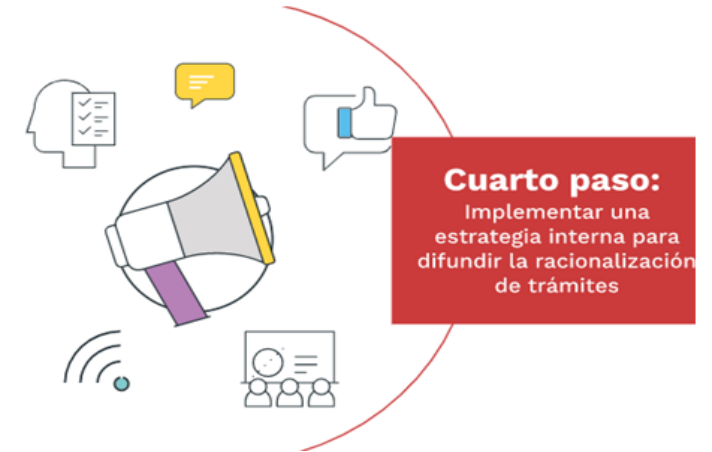 Cuarto paso:
Implementar una
estrategia interna para
difundir la racionalización
de trámites